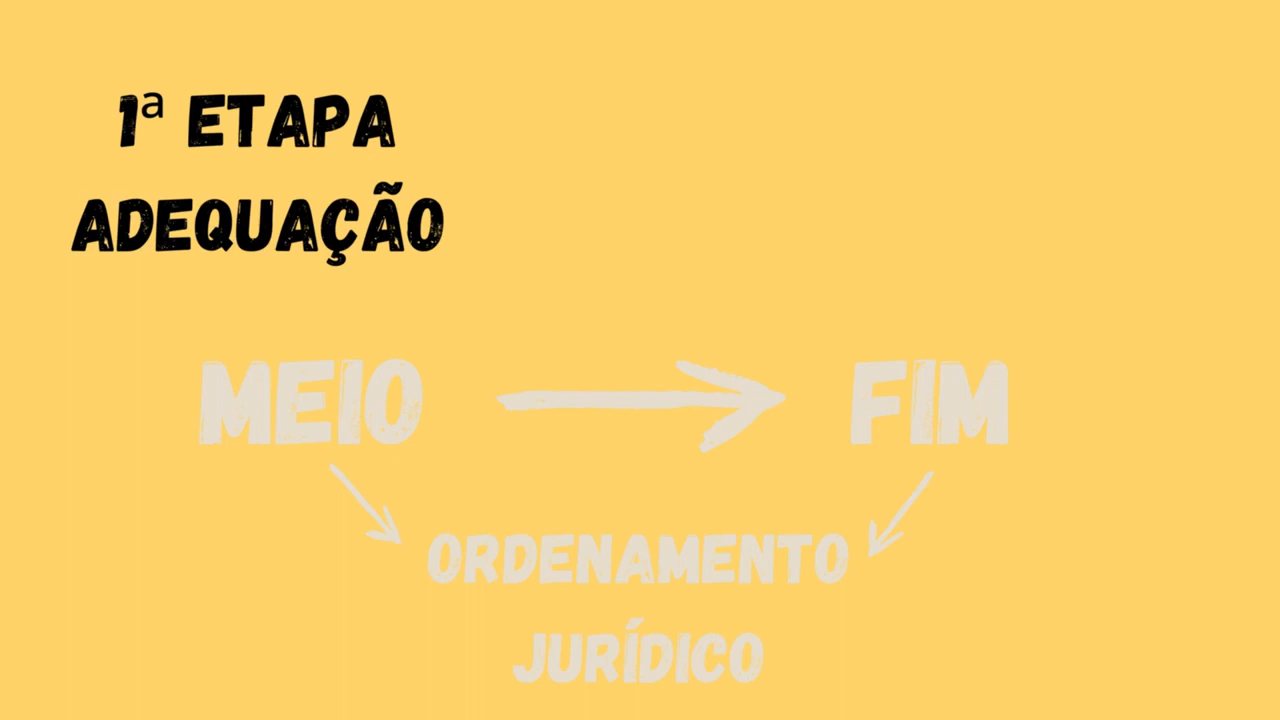 1ª ETAPA
ADEQUAÇÃO
MEIO FIM
ORDENAMENTO
JURÍDICO